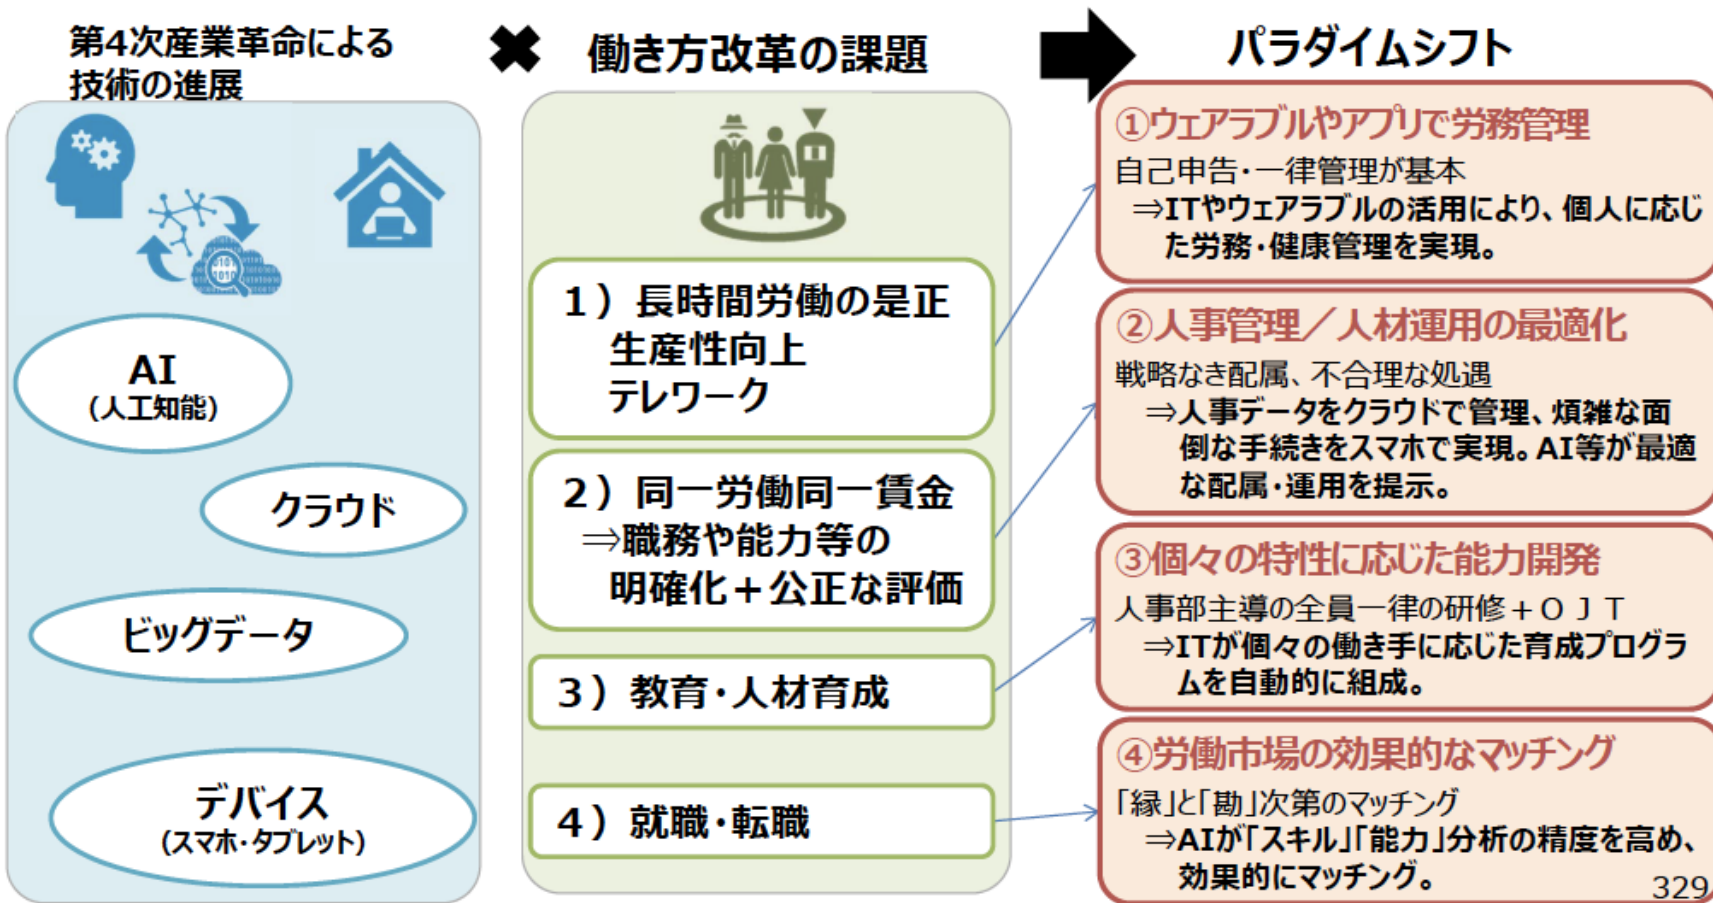 第4次産業革命による
技術の進展
✖
働き方改革の課題
パラダイムシフト
AI
(人工知能)
クラウド
ビッグデータ
デバイス
(スマホ・タブレット)
1）長時間労働の是正
生産性向上
テレワーク
2）同一労働同一賃金
⇒職務や能力等の
明確化＋公正な評価
3）教育・人材育成
4）就職・転職
①ウェアラブルやアプリで労務管理
自己申告・一律管理が基本
⇒ITやウェアラブルの活用により、個人に応じ
た労務・健康管理を実現。
②人事管理／人材運用の最適化
戦略なき配属、不合理な処遇
⇒人事データをクラウドで管理、煩雑な面
倒な手続きをスマホで実現。AI等が最適
な配属・運用を提示。
③個々の特性に応じた能力開発
人事部主導の全員一律の研修＋ＯＪＴ
⇒ITが個々の働き手に応じた育成プログラ
ムを自動的に組成。
④労働市場の効果的なマッチング
「縁」と「勘」次第のマッチング
⇒AIが「スキル」「能力」分析の精度を高め、
効果的にマッチング。
329